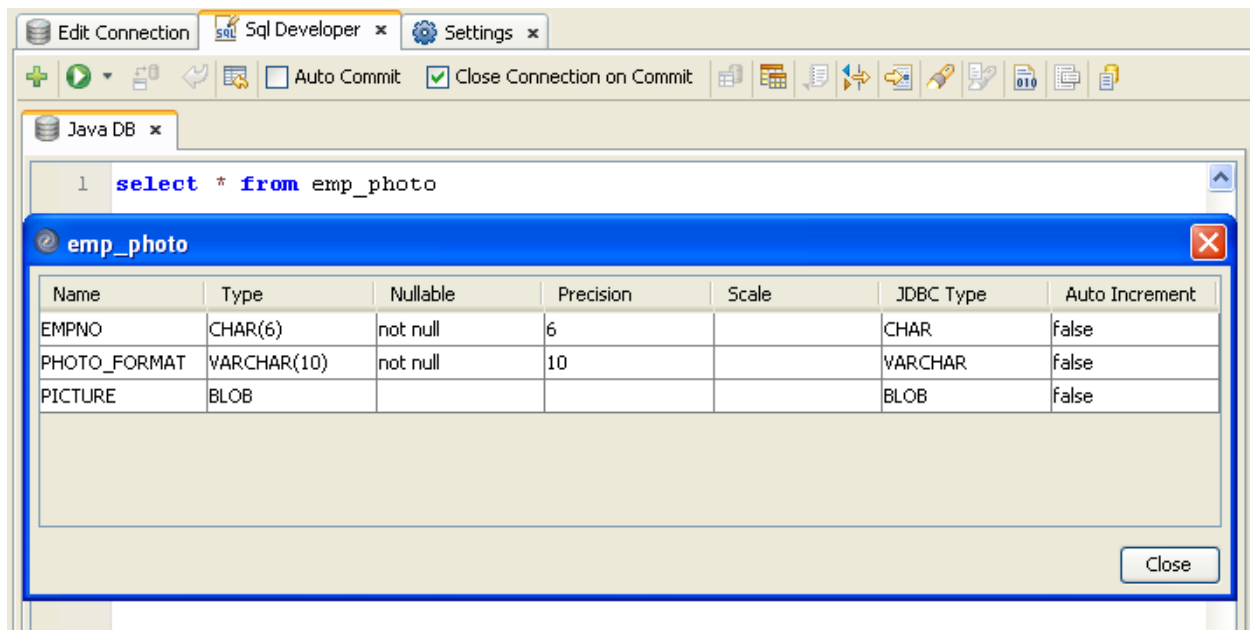 Edit Connection Sql Developer Settings
Auto Commit Close Connection on Commit
Java DB
1 select * from emp_photo
emp_photo
Name Type Nullable Precision Scale JDBC Type Auto Increment
EMPNO CHAR(6) not null 6 CHAR false
PHOTO_FORMAT VARCHAR(10) not null 10 VARCHAR false
PICTURE BLOB BLOB false
Close